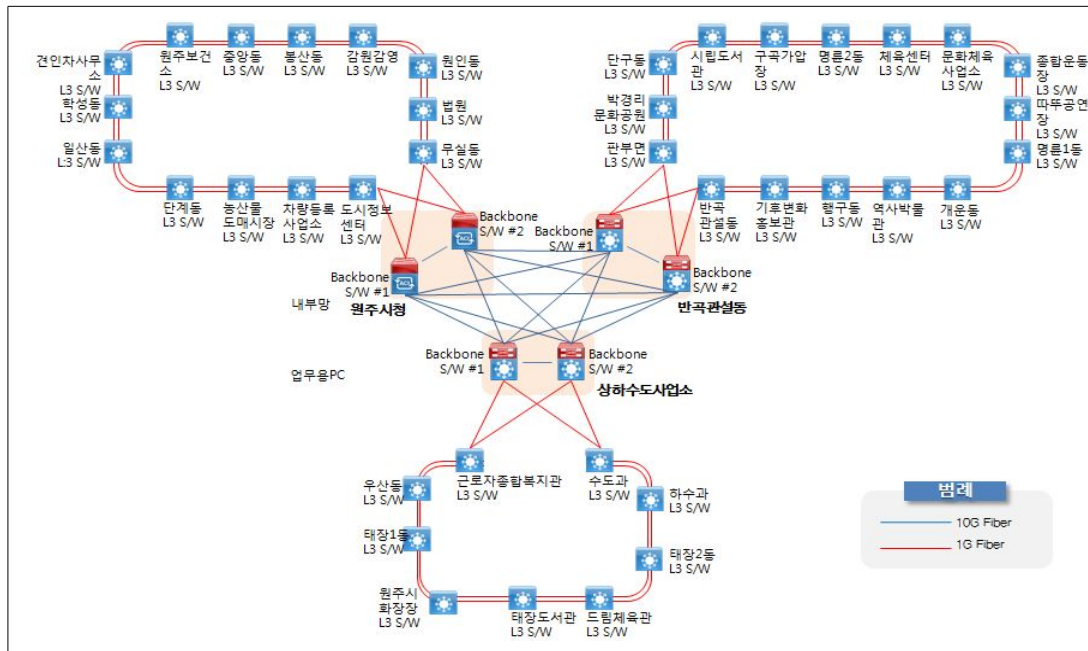 견인차사무
소
L3 S/W
원주보건
소
L3 S/W
중앙동
L3 S/W
봉산동
L3 S/W
감원감영
L3 S/W
원인동
L3 S/W
학성동
L3 S/W
법원
L3 S/W
일산동
L:3 S/W
무실동
L3 S/W
단계동
L3 S/W
농산물
도매시장
L3 S/W
차량등록
사업소
L3 S/W
도시정보
센터
L3 S/W
단구동
L3 S/W
시립도서
관
L3 S/W
구곡가압
장
L3 S/W
명륜2동
L3 S/W
체육센터
L3 S/W
문화체육
사업소
L3 S/W
종합운동
장
L3 S/W
박경리
문화공원
L3 S/W
따뚜공연
장
L3 S/W
판부면
L3 S/W
명륜1동
L3 S/W
반곡
관설동
L3 S/W
기후변화
홍보관
L3 S/W
행구동
L3 S/W
역사박물
관
L3 S/W
개운동
L3 S/W
Backbone
S/W #2
Backbone
S/W #1
Backbone
S/W #1
Backbone
S/W #2
내부망
원주시청
반곡관설동
Backbone
S/W #1
Backbone
S/W #2
업무용PC
상하수도사업소
우산동
L3 S/W
근로자종합복지관
L3 S/W
수도과
L3 S/W
하수과
L3 S/W
태장1동
L3 S/W
태장2동
L3 S/W
원주시
화장장
L3 S/W
태장도서관
L3 S/W
드림체육관
L3 S/W
범례
10G Fiber
1G Fiber